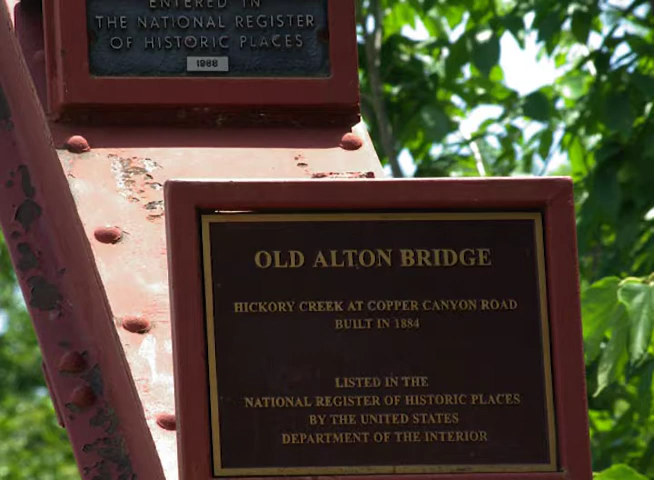 ENTERED IN
THE NATIONAL REGISTER
OF HISTORIC PLACES
1988
OLD ALTON BRIDGE
HICKORY CREEK AT COPPER CANYON ROAD
BUILT IN 1884
LISTED IN THE
NATIONAL REGISTER OF HISTORIC PLACES
BY THE UNITED STATES
DEPARTMENT OF THE INTERIOR